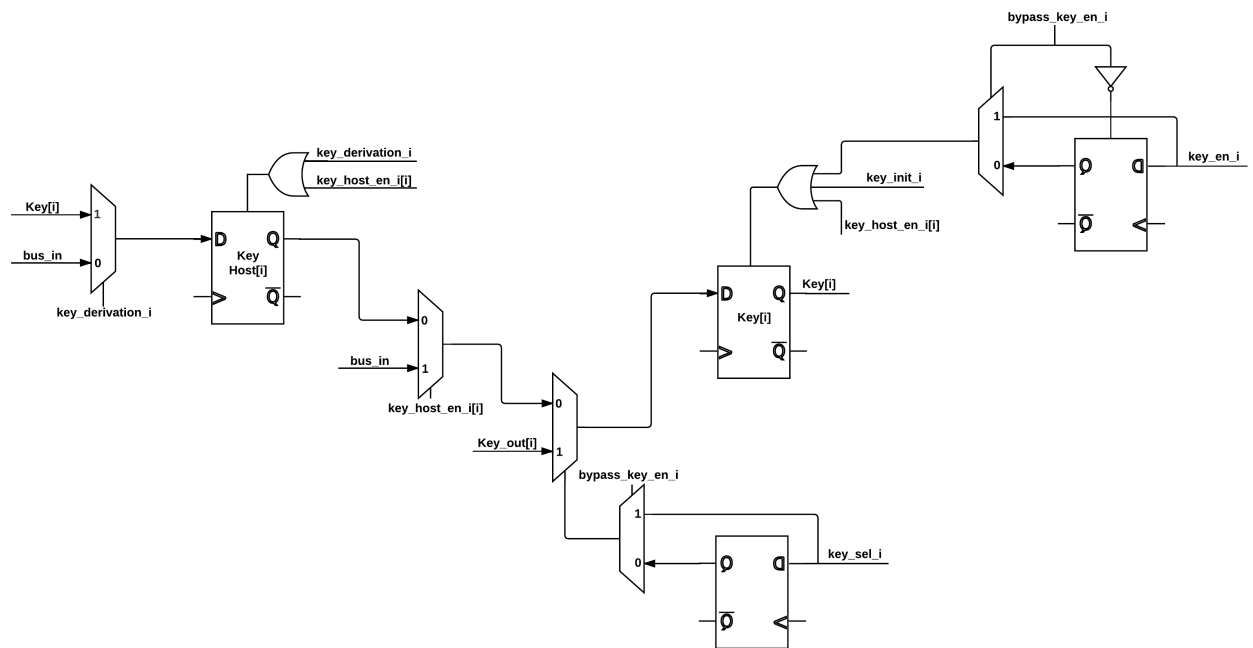 bypass_key_en_i
1
0
Q
D
key_en_i
Q
key_derivation_i
key_host_en_i[i]
key_init_i
key_host_en_i[i]
Key[i]
1
bus_in
0
key_derivation_i
D
Q
Key
Host[i]
Q
D
Q
Key[i]
Key[i]
Q
0
bus_in
1
key_host_en_i[i]
0
Key_out[i]
1
bypass_key_en_i
1
0
Q
D
key_sel_i
Q